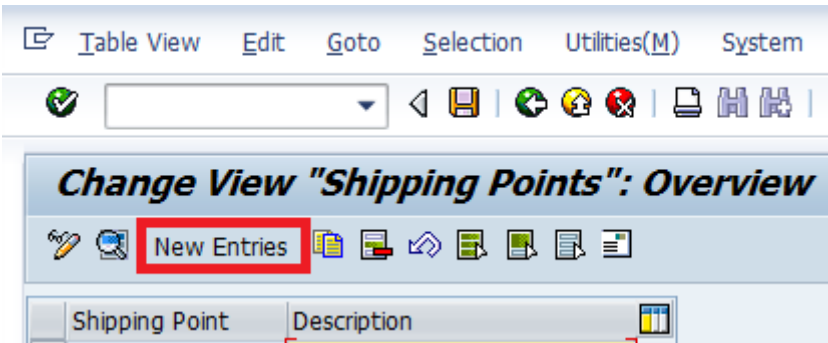 Table View Edit Goto Selection Utilities(M) System
Change View "Shipping Points": Overview
New Entries
Shipping Point Description